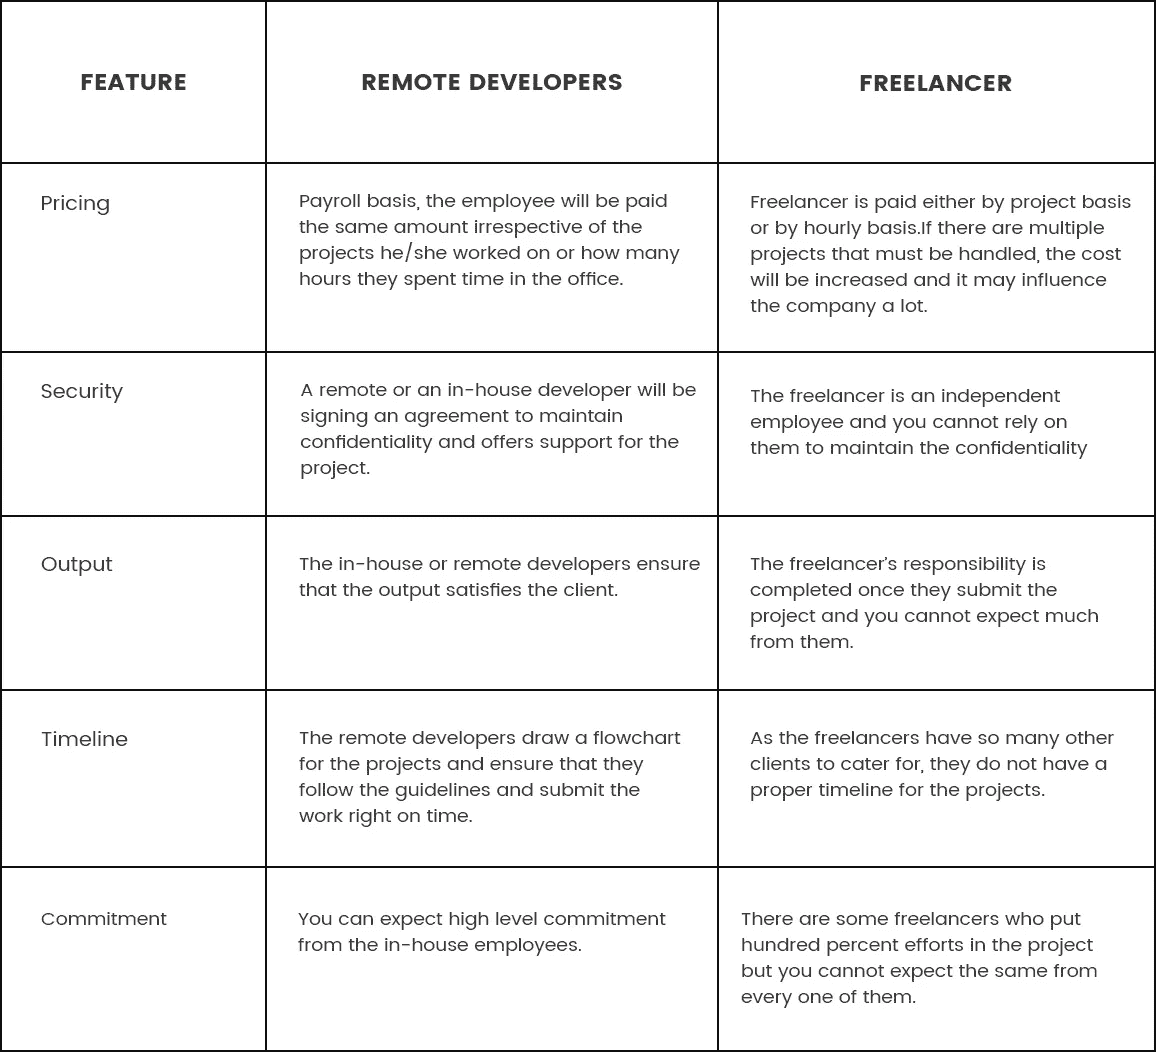 FEATURE
REMOTE DEVELOPERS
FREELANCER
Pricing
Payroll basis, the employee will be paid
the same amount irrespective of the
projects he/she worked on or how many
hours they spent time in the office.
Freelancer is paid either by project basis
or by hourly basis.If there are multiple
projects that must be handled, the cost
will be increased and it may influence
the company a lot.
Security
A remote or an in-house developer will be
signing an agreement to maintain
confidentiality and offers support for the
project.
The freelancer is an independent
employee and you cannot rely on
them to maintain the confidentiality
Output
The in-house or remote developers ensure
that the output satisfies the client.
The freelancer’s responsibility is
completed once they submit the
project and you cannot expect much
from them.
Timeline
The remote developers draw a flowchart
for the projects and ensure that they
follow the guidelines and submit the
work right on time.
As the freelancers have so many other
clients to cater for, they do not have a
proper timeline for the projects.
Commitment
You can expect high level commitment
from the in-house employees.
There are some freelancers who put
hundred percent efforts in the project
but you cannot expect the same from
every one of them.